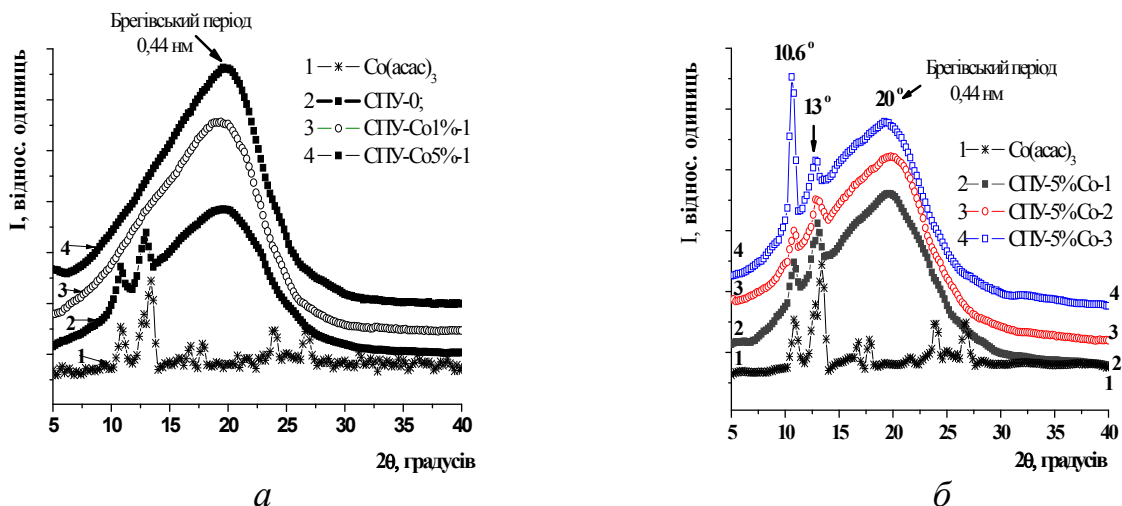 Брегівський період
0,44 нм
1 Co(acac)3
2 СПУ-0;
3 СПУ-Co1%-1
4 СПУ-Co5%-1
I, віднос. одиниць
4
3
2
1
5 10 15 20 25 30 35 40
2θ, градусів
а
10.6 º
13 º
20 º
Брегівський період
0,44 нм
1 Co(acac)3
2 СПУ-5%Co-1
3 СПУ-5%Co-2
4 СПУ-5%Co-3
I, віднос. одиниць
4
3
2
1
4
3
2
1
5 10 15 20 25 30 35 40
2θ, градусів
б